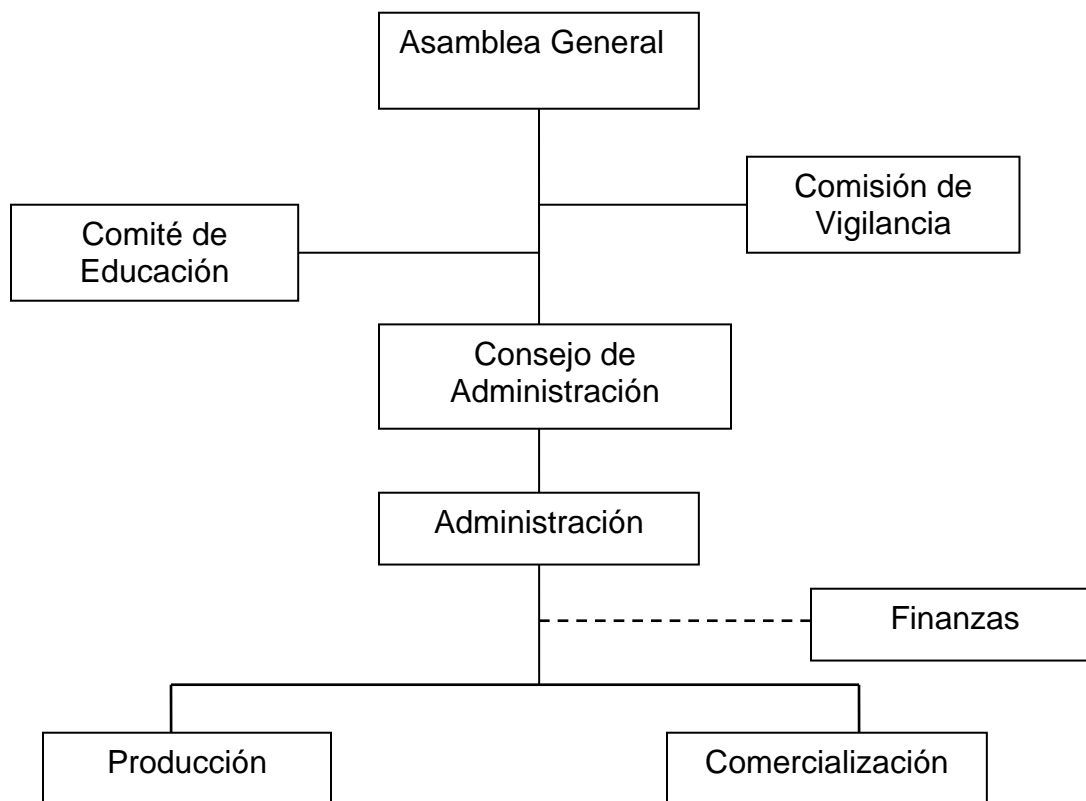 Asamblea General
Comisión de
Vigilancia
Comité de
Educación
Consejo de
Administración
Administración
Finanzas
Producción
Comercialización